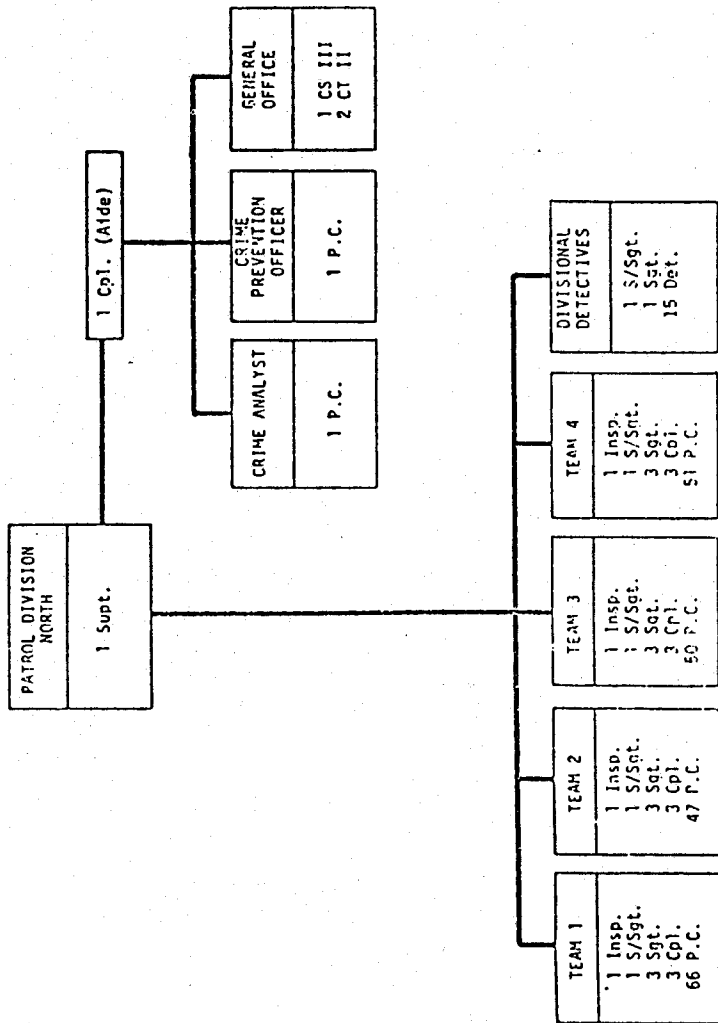 PATROL DIVISION
NORTH
1 Supt.
1 Cpl. (Aide)
CRIME ANALYST
1 P.C.
CRIME
PREVENTION
OFFICER
1 P.C.
GENERAL
OFFICE
1 CS III
2 CT II
TEAM 1
1 Insp.
1 S/Sgt.
3 Sgt.
3 Cpl.
66 P.C.
TEAM 2
1 Insp.
1 S/Sgt.
3 Sgt.
3 Cpl.
47 P.C.
TEAM 3
1 Insp.
1 S/Sgt.
3 Sgt.
3 Cpl.
50 P.C.
TEAM 4
1 Insp.
1 S/Sgt.
3 Sgt.
3 Cpl.
51 P.C.
DIVISIONAL
DETECTIVES
1 S/Sgt.
1 Sgt.
15 Det.